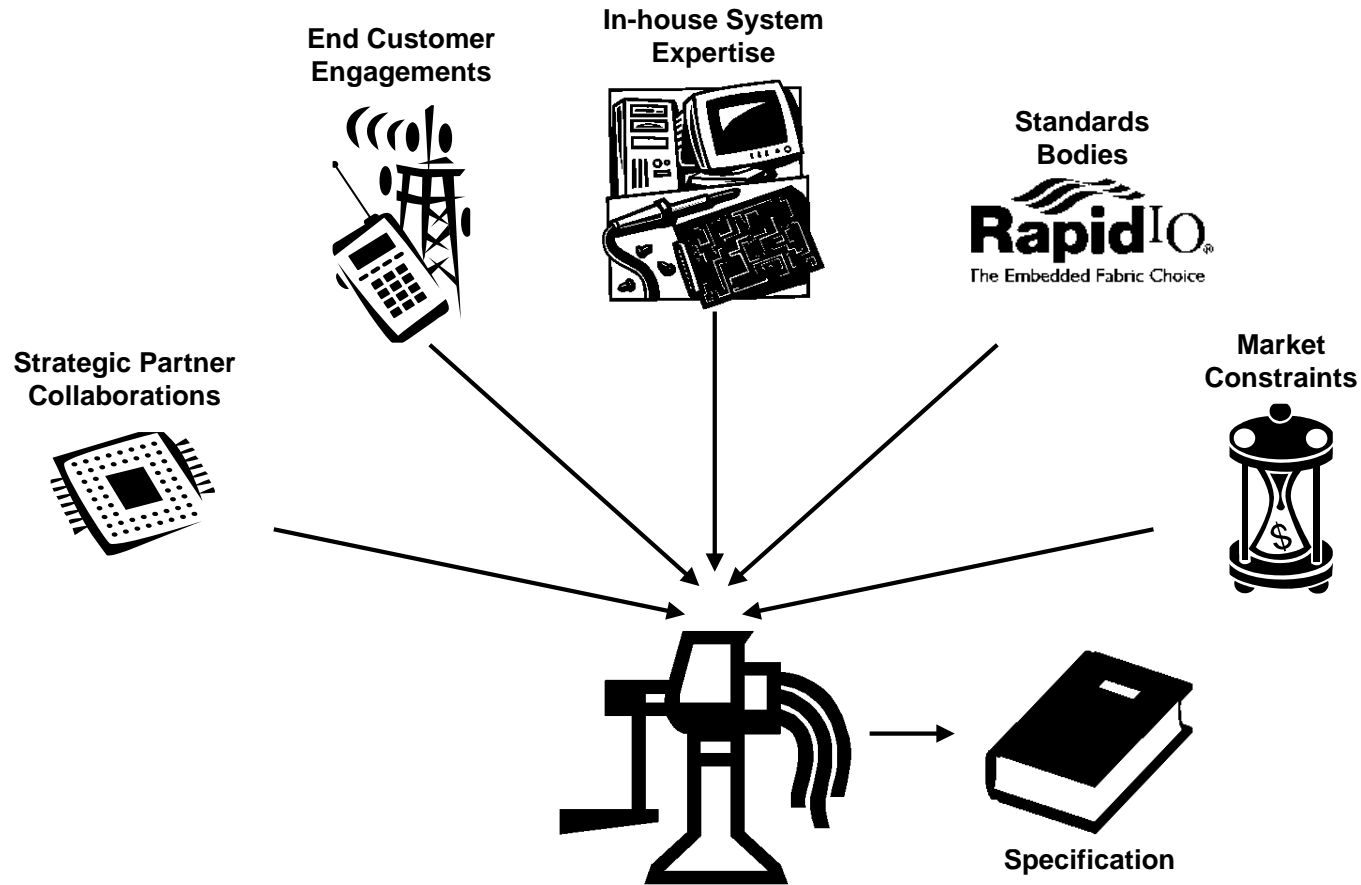 In-house System
Expertise
End Customer
Engagements
Standards
Bodies
RapidIO®
The Embedded Fabric Choice
Market
Constraints
Strategic Partner
Collaborations
$
Specification